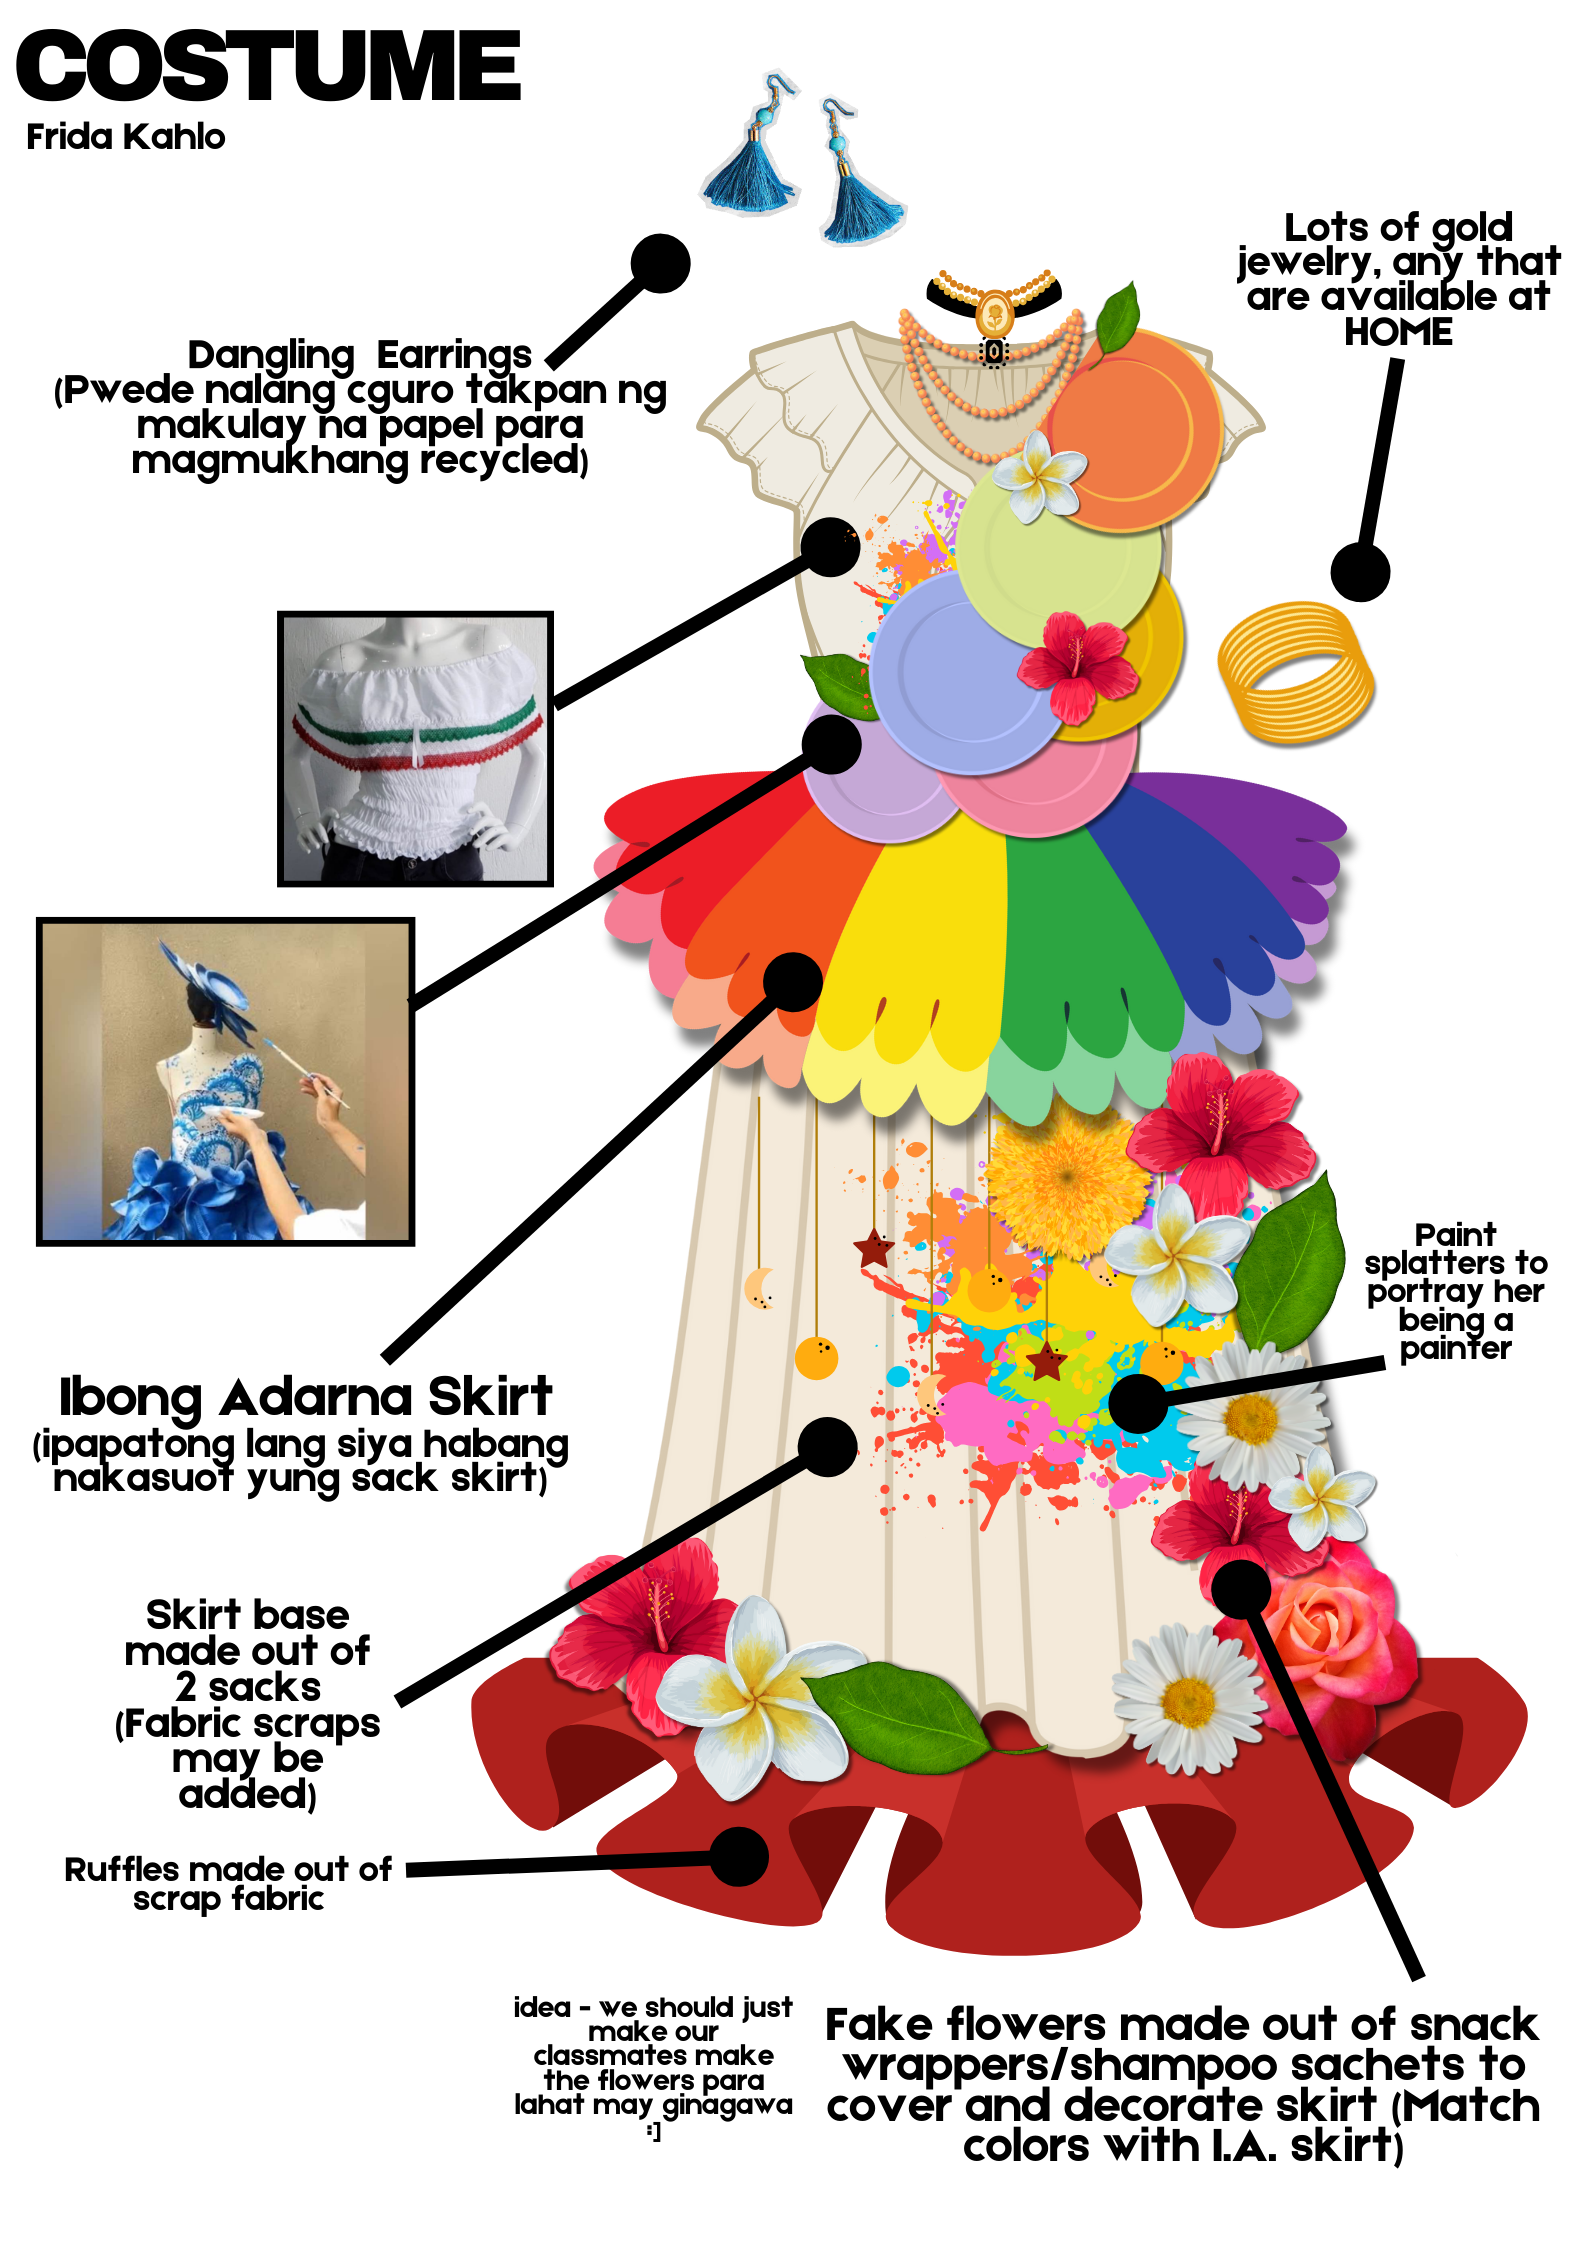 COSTUME
Frida Kahlo
Lots of gold
jewelry, any that
are available at
HOME
Dangling Earrings
(Pwede nalang cguro takpan ng
makulay na papel para
magmukhang recycled)
Paint
splatters to
portray her
being a
painter
Ibong Adarna Skirt
(ipapatong lang siya habang
nakasuot yung sack skirt)
Skirt base
made out of
2 sacks
(Fabric scraps
may be
added)
Ruffles made out of
scrap fabric
idea - we should just
make our
classmates make
the flowers para
lahat may ginagawa
:]
Fake flowers made out of snack
wrappers/shampoo sachets to
cover and decorate skirt (Match
colors with I.A. skirt)